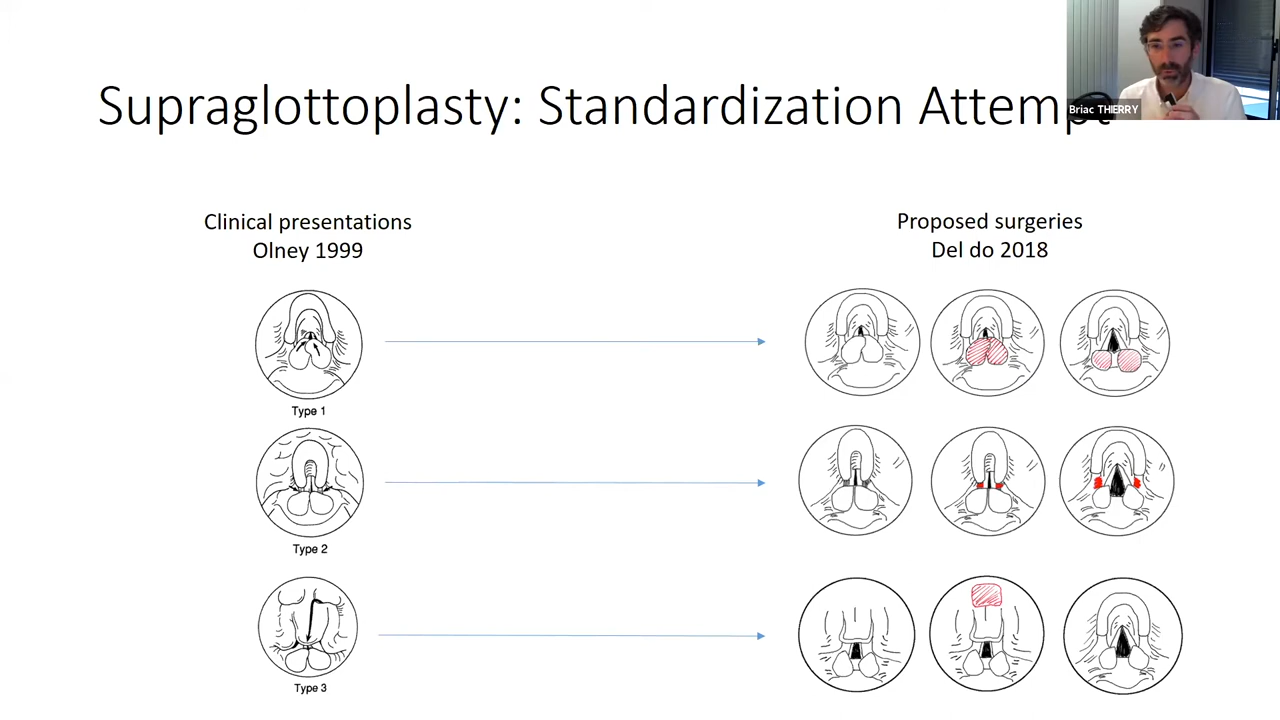 Supraglottoplasty: Standardization Attempt
Briac THIERRY
Clinical presentations
Olney 1999
Proposed surgeries
Del do 2018
Type 1
Type 2
Type 3